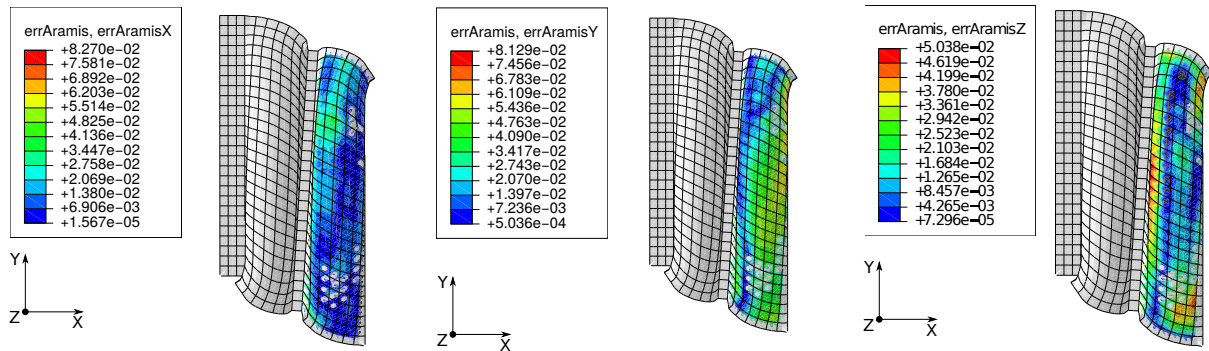 errAramis, errAramisX
+8.270e−02
+7.581e−02
+6.892e−02
+6.203e−02
+5.514e−02
+4.825e−02
+4.136e−02
+3.447e−02
+2.758e−02
+2.069e−02
+1.380e−02
+6.906e−03
+1.567e−05
Y
Z
X
errAramis, errAramisY
+8.129e−02
+7.456e−02
+6.783e−02
+6.109e−02
+5.436e−02
+4.763e−02
+4.090e−02
+3.417e−02
+2.743e−02
+2.070e−02
+1.397e−02
+7.236e−03
+5.036e−04
Y
Z
X
errAramis, errAramisZ
+5.038e−02
+4.619e−02
+4.199e−02
+3.780e−02
+3.361e−02
+2.942e−02
+2.523e−02
+2.103e−02
+1.684e−02
+1.265e−02
+8.457e−03
+4.265e−03
+7.296e−05
Y
Z
X